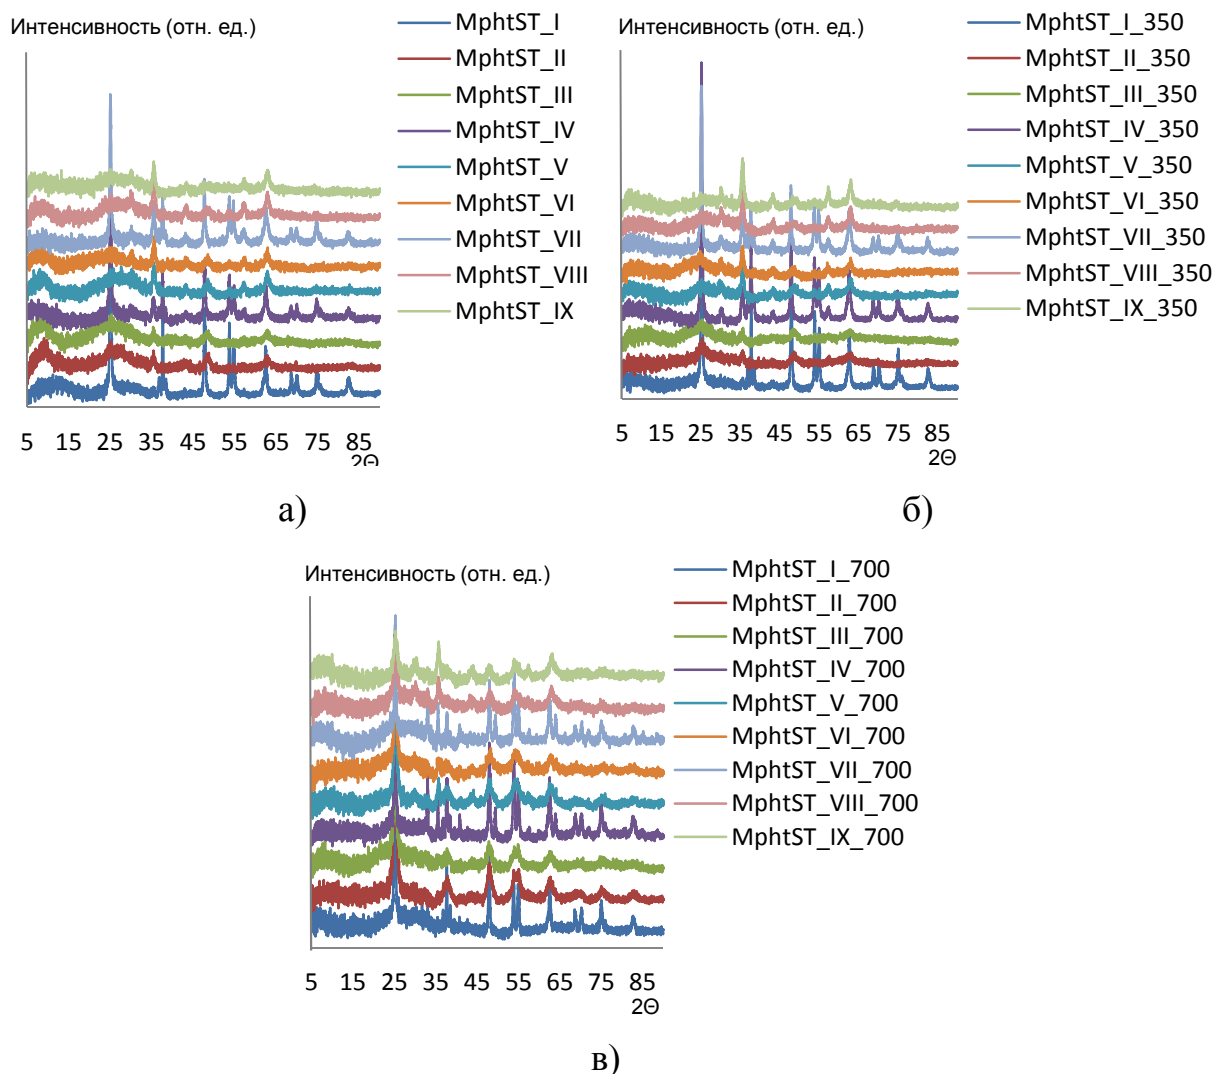 Интенсивность (отн. ед.)
MphtST_I
MphtST_II
MphtST_III
MphtST_IV
MphtST_V
MphtST_VI
MphtST_VII
MphtST_VIII
MphtST_IX
5 15 25 35 45 55 65 75 85
2Θ
а)
Интенсивность (отн. ед.)
MphtST_I_350
MphtST_II_350
MphtST_III_350
MphtST_IV_350
MphtST_V_350
MphtST_VI_350
MphtST_VII_350
MphtST_VIII_350
MphtST_IX_350
5 15 25 35 45 55 65 75 85
2Θ
б)
Интенсивность (отн. ед.)
MphtST_I_700
MphtST_II_700
MphtST_III_700
MphtST_IV_700
MphtST_V_700
MphtST_VI_700
MphtST_VII_700
MphtST_VIII_700
MphtST_IX_700
5 15 25 35 45 55 65 75 85
2Θ
в)